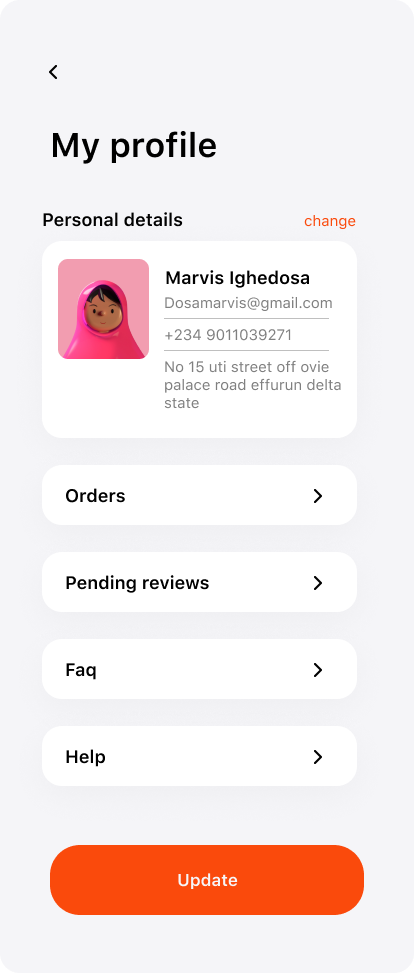 My profile
Personal details
change
Marvis Ighedosa
Dosamarvis@gmail.com
+234 9011039271
No 15 uti street off ovie
palace road effurun delta
state
Orders
Pending reviews
Faq
Help
Update